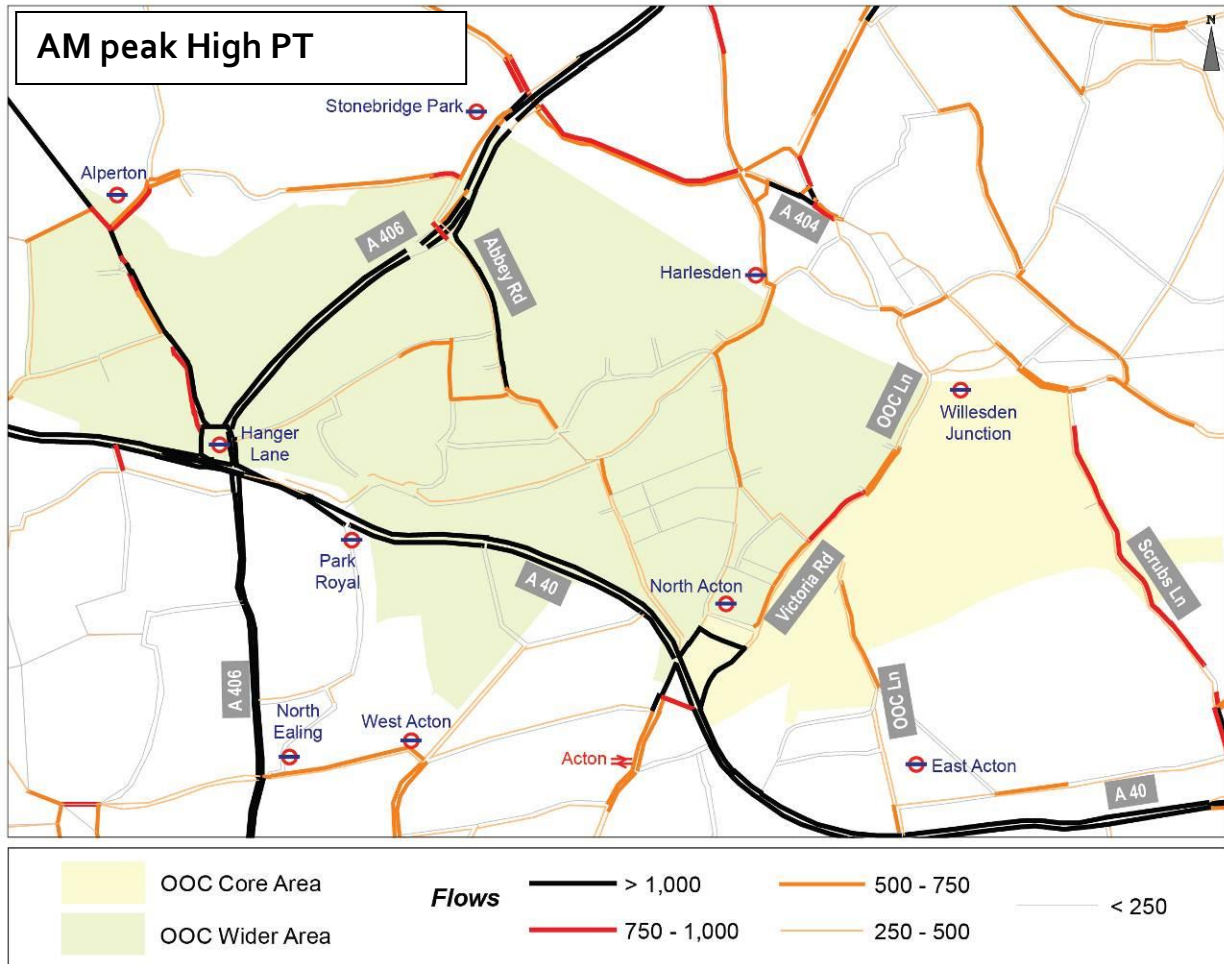 AM peak High PT
N
Stonebridge Park
Alperton
A 406
Abbey Rd
A 404
Harlesden
OOC Ln
Willesden
Junction
Hanger
Lane
Park
Royal
A 40
North Acton
Victoria Rd
Scrubs Ln
A 406
North
Ealing
West Acton
Acton
OOC Ln
East Acton
A 40
OOC Core Area
OOC Wider Area
Flows
> 1,000
750 - 1,000
500 - 750
250 - 500
< 250